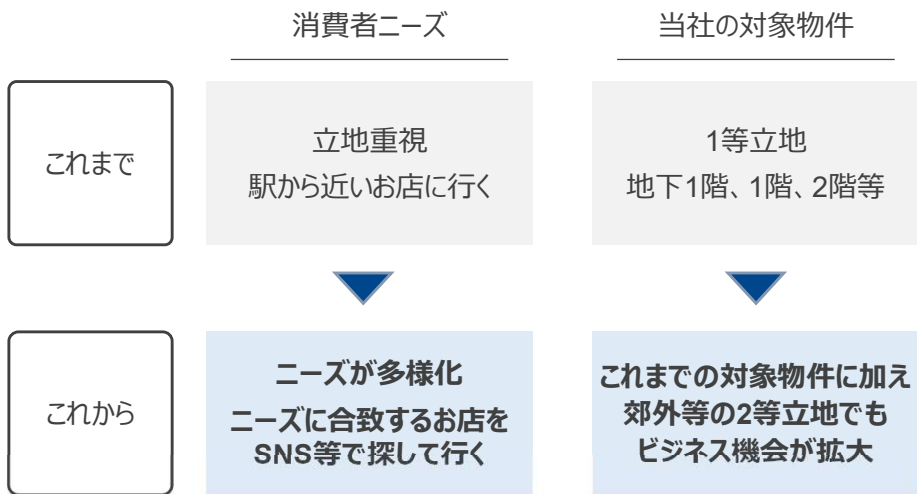 消費者ニーズ
当社の対象物件
これまで
立地重視
駅から近いお店に行く
1等立地
地下1階、1階、2階等
これから
ニーズが多様化
ニーズに合致するお店を
SNS等で探して行く
これまでの対象物件に加え
郊外等の2等立地でも
ビジネス機会が拡大